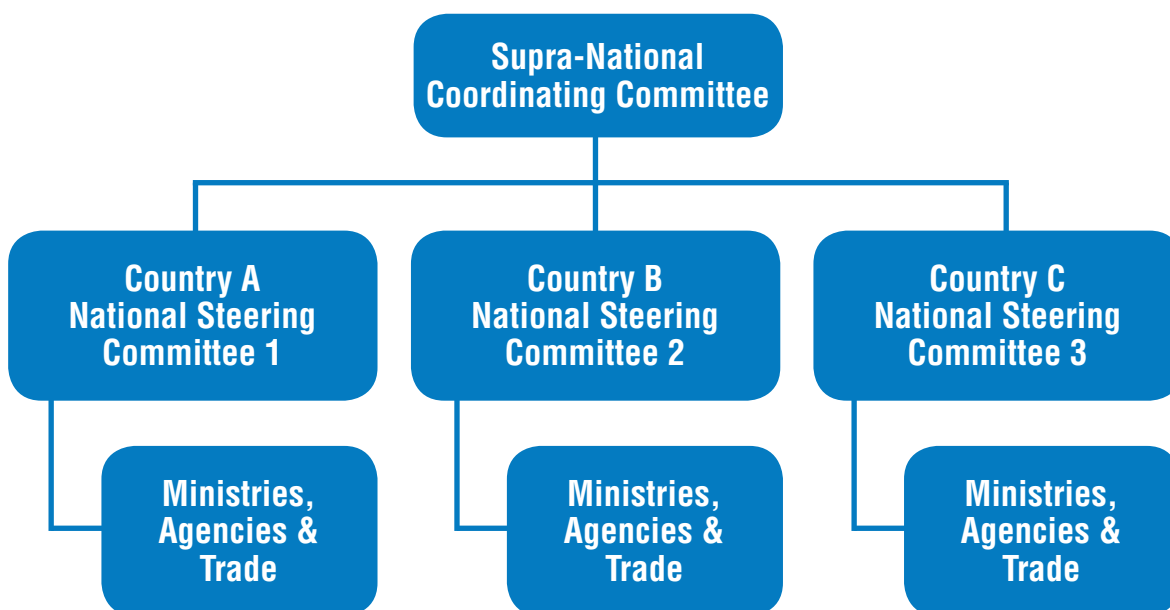 Supra-National
Coordinating Committee
Country A
National Steering
Committee 1
Country B
National Steering
Committee 2
Country C
National Steering
Committee 3
Ministries,
Agencies &
Trade
Ministries,
Agencies &
Trade
Ministries,
Agencies &
Trade